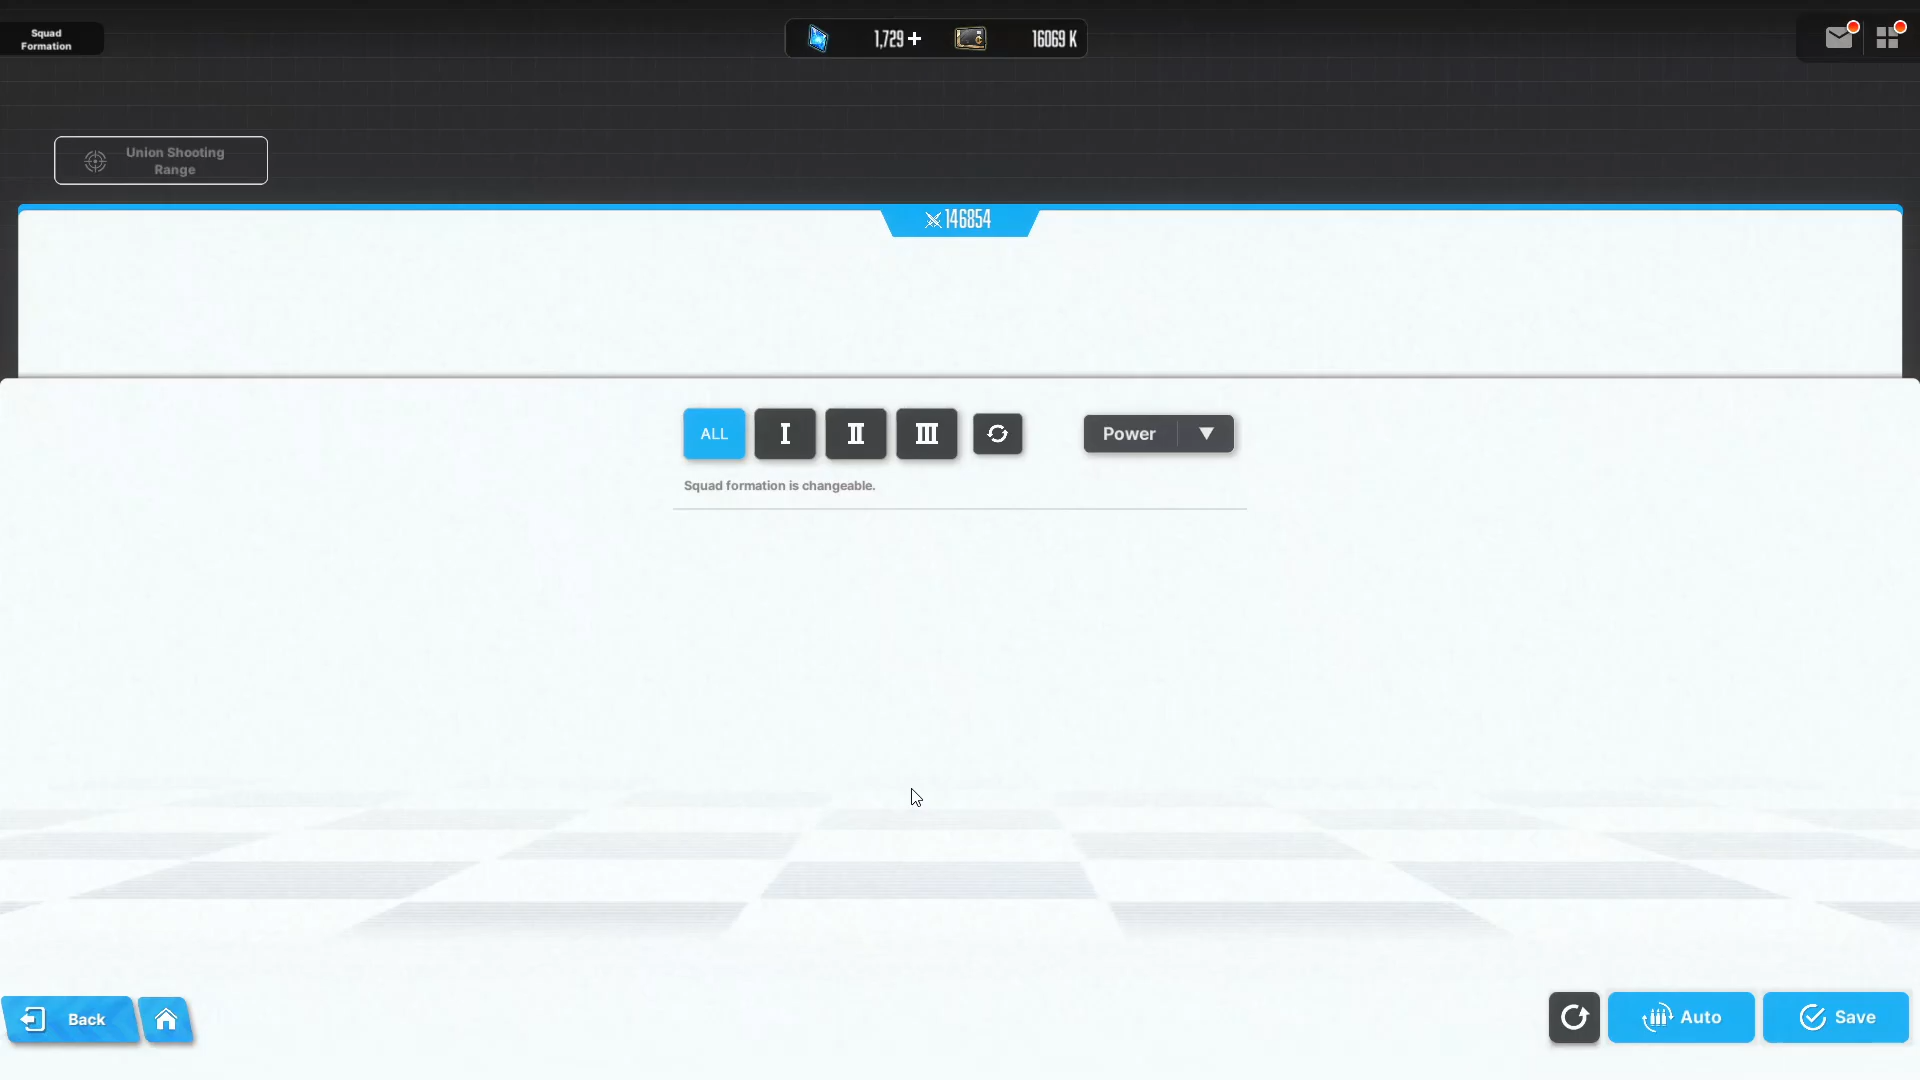 Squad
Formation
1,729+
16069 K
Union Shooting
Range
146854
ALL
I
II
III
Power
Squad formation is changeable.
Back
Auto
Save